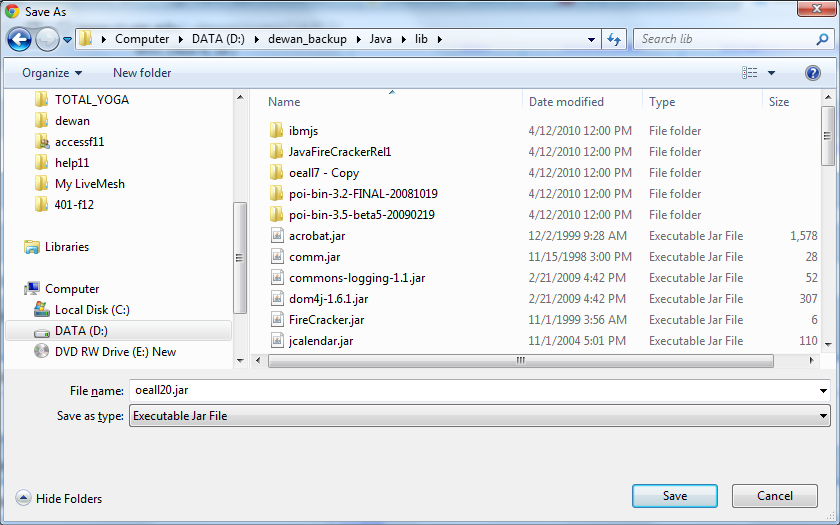 Save As
Computer DATA (D:) dewan_backup Java lib Search lib
Organize New folder
TOTAL_YOGA
dewan
accessf11
help11
My LiveMesh
401-f12
Libraries
Computer
Local Disk (C:)
DATA (D:)
DVD RW Drive (E:) New
Name Date modified Type Size
ibmjs 4/12/2010 12:00 PM File folder
JavaFireCrackerRel1 4/12/2010 12:00 PM File folder
oeall7 - Copy 4/12/2010 12:00 PM File folder
poi-bin-3.2-FINAL-20081019 4/12/2010 12:00 PM File folder
poi-bin-3.5-beta5-20090219 4/12/2010 12:00 PM File folder
acrobat.jar 12/2/1999 9:28 AM Executable Jar File 1,578
comm.jar 11/15/1998 3:00 PM Executable Jar File 28
commons-logging-1.1.jar 2/21/2009 4:42 PM Executable Jar File 52
dom4j-1.6.1.jar 2/21/2009 4:42 PM Executable Jar File 307
FireCracker.jar 11/1/1999 3:56 AM Executable Jar File 6
jcalendar.jar 11/1/2004 5:01 PM Executable Jar File 110
File name: oeall20.jar
Save as type: Executable Jar File
Hide Folders Save Cancel